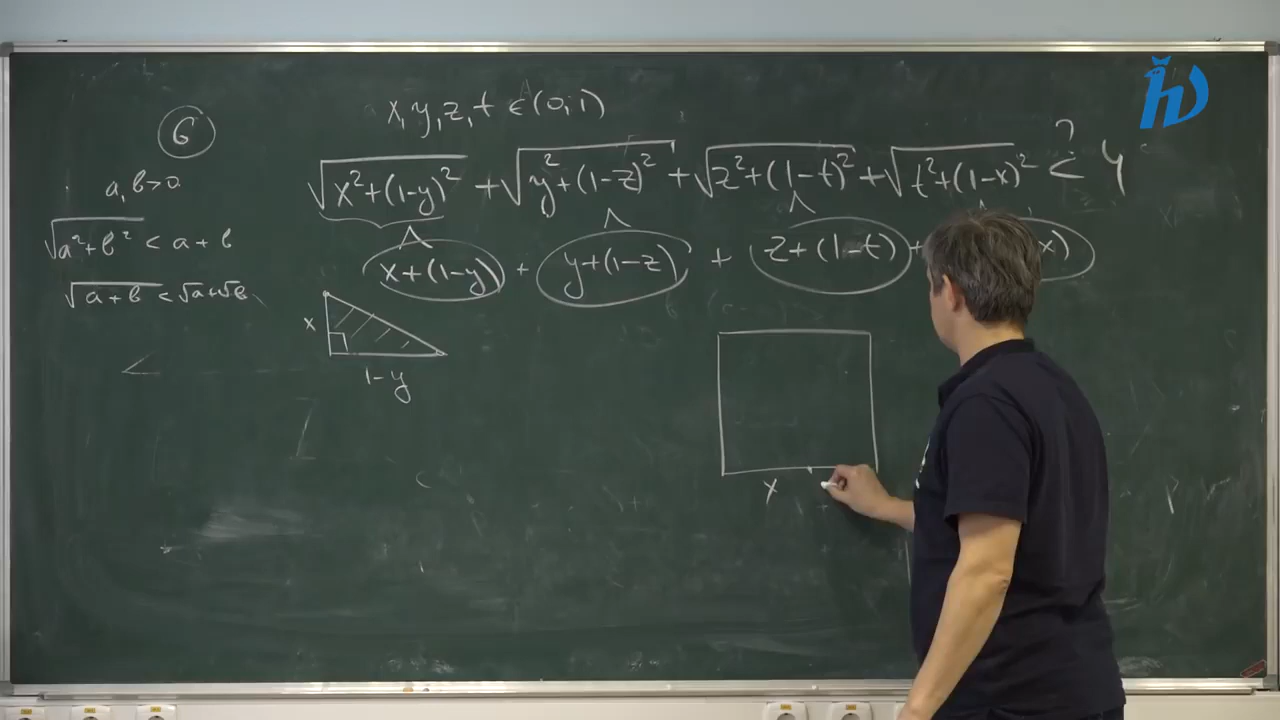 6
x, y, z, t ∈ (0; 1)
√(x²+(1-y)²) + √(y²+(1-z)²) + √(z²+(1-t)²) + √(t²+(1-x)²) <? 4
x+(1-y) + y+(1-z) + z+(1-t) + x)
a, b > 0
√(a²+b²) < a+b
√(a+b) < √a+√b
x
1-y
x
h